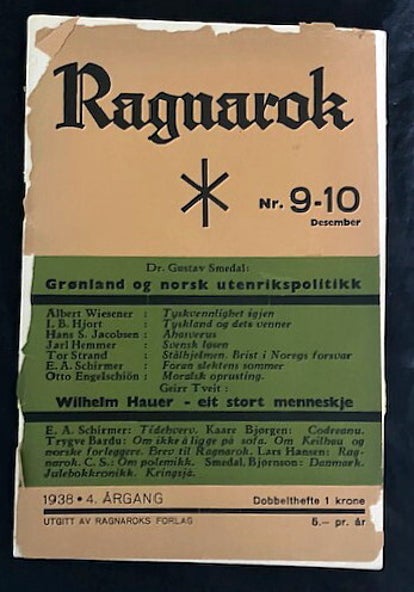 Ragnarok
Nr. 9-10
Desember
Dr. Gustav Smedal:
Grønland og norsk utenrikspolitikk
Albert Wiesener : Tyskvennlighet igjen
I. B. Hjort : Tyskland og dets venner
Hans S. Jacobsen : Ahasverus
Jarl Hemmer : Svensk løsen
Tor Strand : Stålhjelmen. Brist i Noregs forsvar
E. A. Schirmer : Foran slektens sommer
Otto Engelschiön : Moralsk oprusting.
Geirr Tveit :
Wilhelm Hauer - eit stort menneskje
E. A. Schirmer: Tidehverv. Kaare Bjørgen: Codreanu.
Trygve Bardu: Om ikke å ligge på sofa. Om Keilhau og
norske forleggere. Brev til Ragnarok. Lars Hansen: Rag-
narok. C. S.: Om polemikk. Smedal, Bjørnson: Danmark.
Julebokkronikk. Kringsjå.
1938 • 4. ÅRGANG
Dobbelthefte 1 krone
UTGITT AV RAGNAROKS FORLAG
5.— pr. år